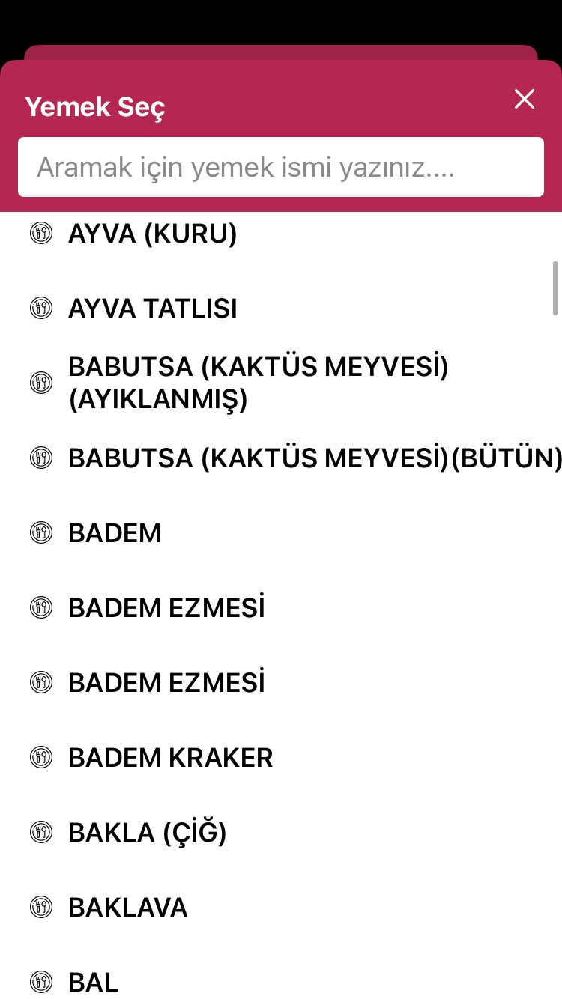 Yemek Seç
Aramak için yemek ismi yazınız....
AYVA (KURU)
AYVA TATLISI
BABUTSA (KAKTÜS MEYVESİ)
(AYIKLANMIŞ)
BABUTSA (KAKTÜS MEYVESİ)(BÜTÜN)
BADEM
BADEM EZMESİ
BADEM EZMESİ
BADEM KRAKER
BAKLA (ÇİĞ)
BAKLAVA
BAL